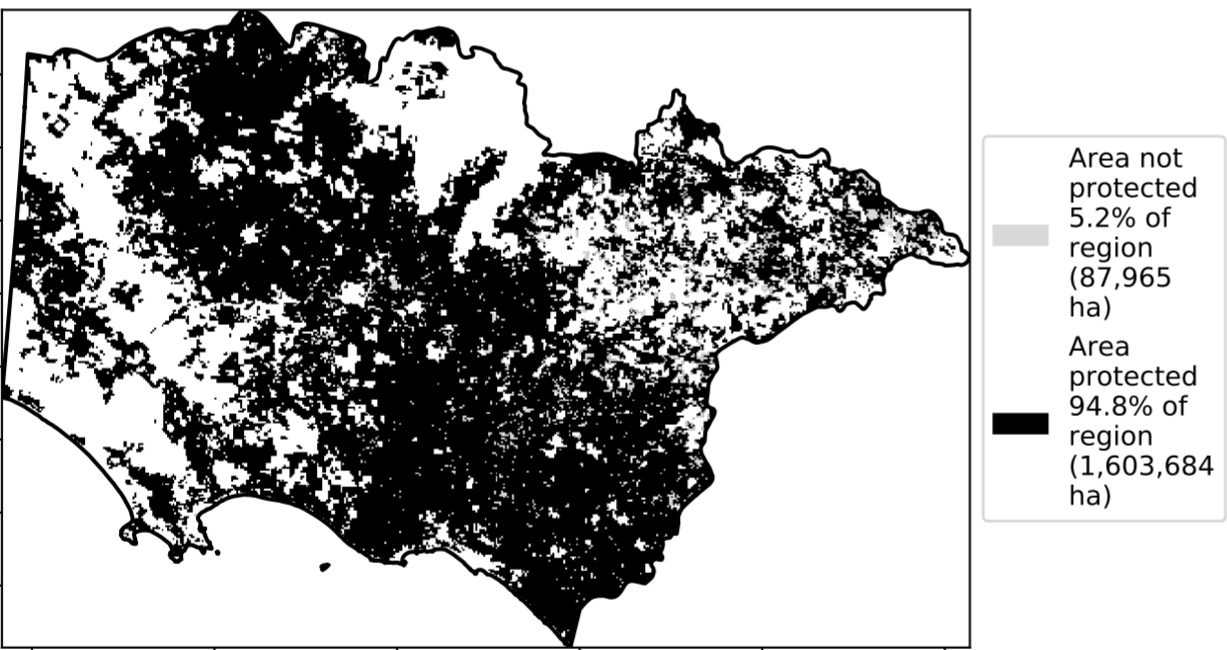 Area not
protected
5.2% of
region
(87,965
ha)
Area
protected
94.8% of
region
(1,603,684
ha)